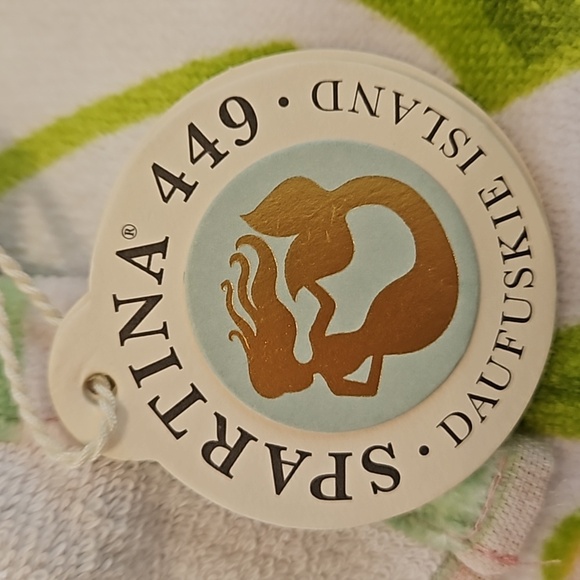 SPARTINA® 449 • DAUFUSKIE ISLAND •